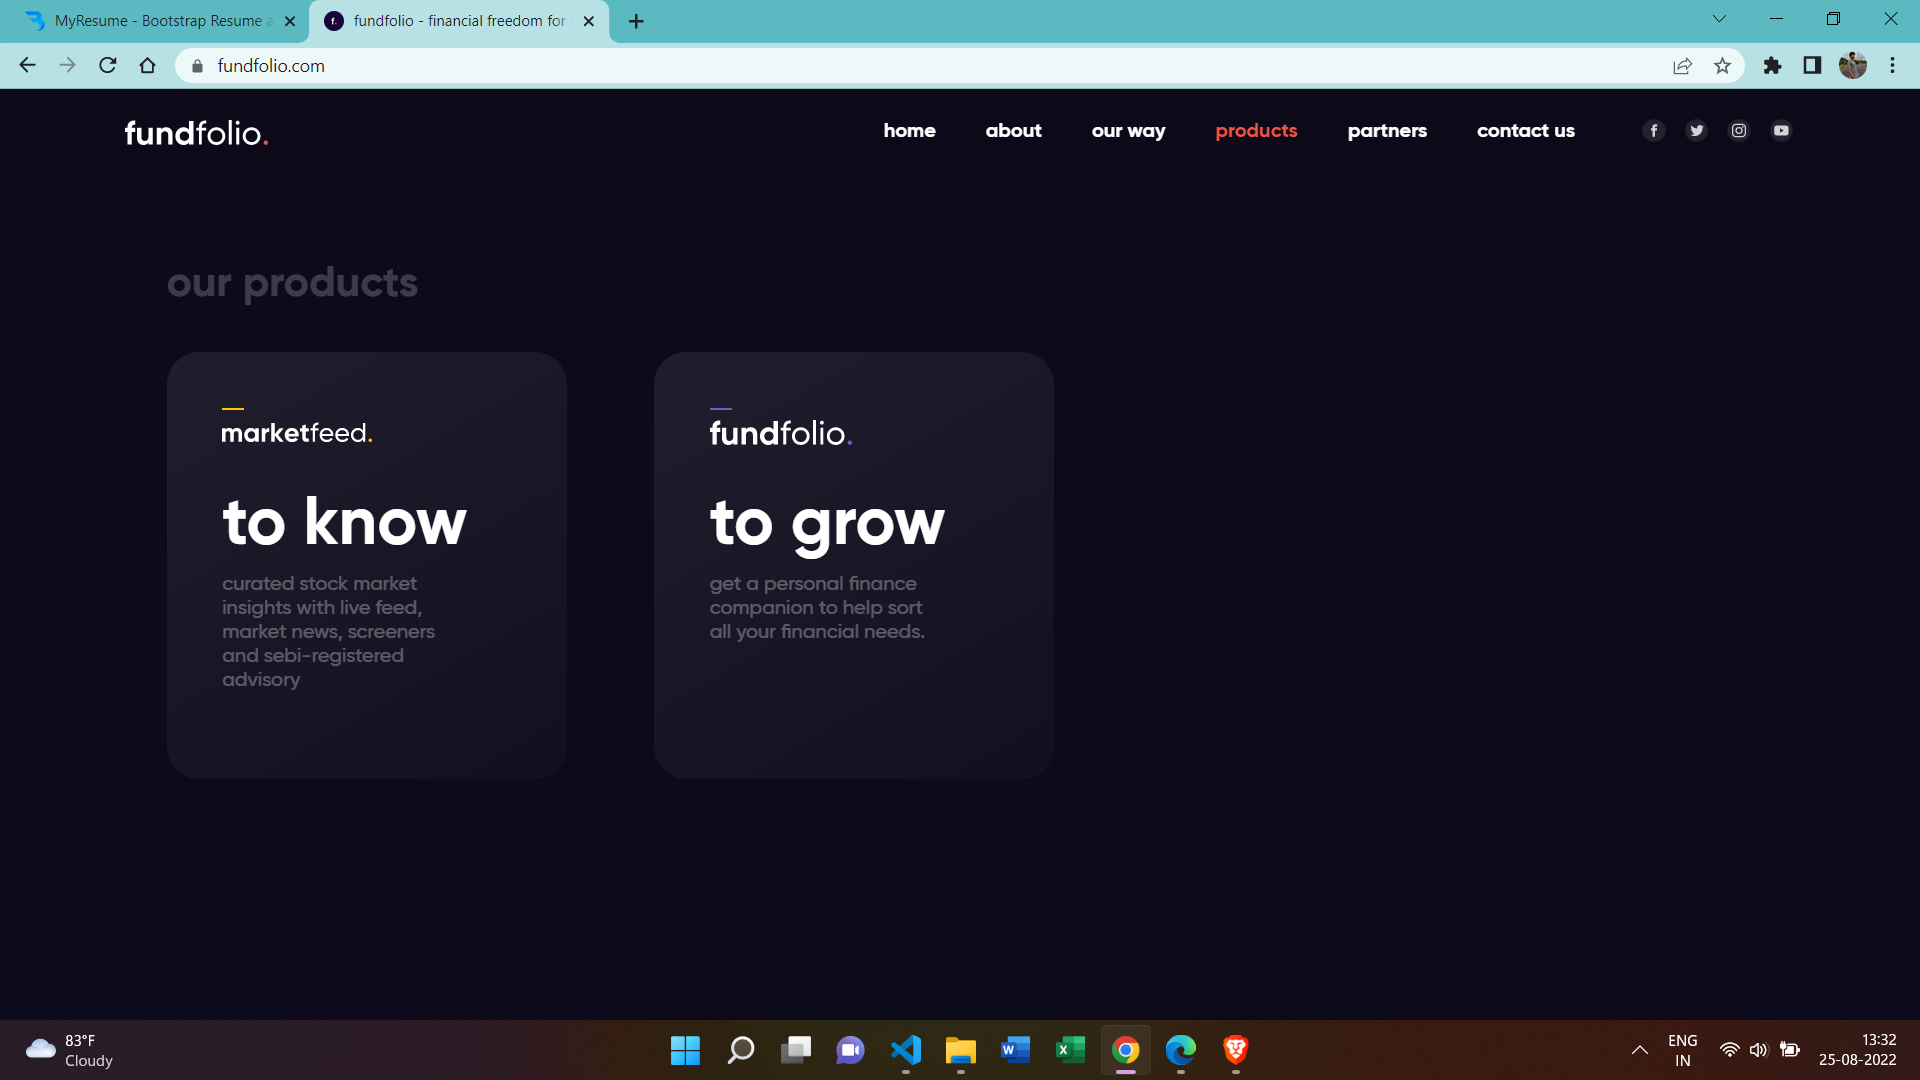 MyResume - Bootstrap Resume a
fundfolio - financial freedom for
fundfolio.com
fundfolio.
home about our way products partners contact us
our products
marketfeed.
to know
curated stock market
insights with live feed,
market news, screeners
and sebi-registered
advisory
fundfolio.
to grow
get a personal finance
companion to help sort
all your financial needs.
83°F
Cloudy
ENG
IN
13:32
25-08-2022